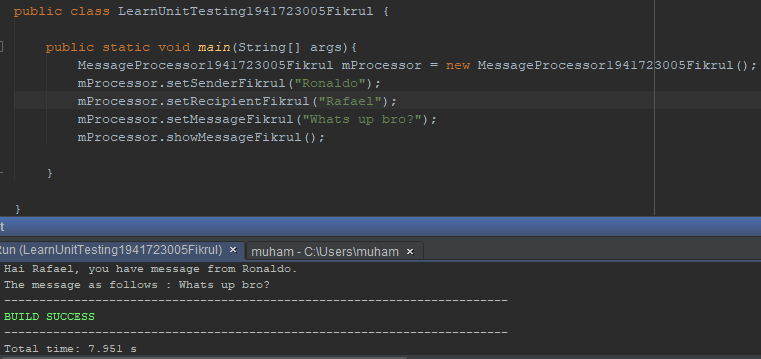 public class LearnUnitTesting1941723005Fikrul {
public static void main(String[] args){
MessageProcessor1941723005Fikrul mProcessor = new MessageProcessor1941723005Fikrul();
mProcessor.setSenderFikrul("Ronaldo");
mProcessor.setRecipientFikrul("Rafael");
mProcessor.setMessageFikrul("Whats up bro?");
mProcessor.showMessageFikrul();
}
}
t
Run (LearnUnitTesting1941723005Fikrul) × muham - C:\Users\muham ×
Hai Rafael, you have message from Ronaldo.
The message as follows : Whats up bro?
------------------------------------------------------------------------
BUILD SUCCESS
------------------------------------------------------------------------
Total time: 7.951 s